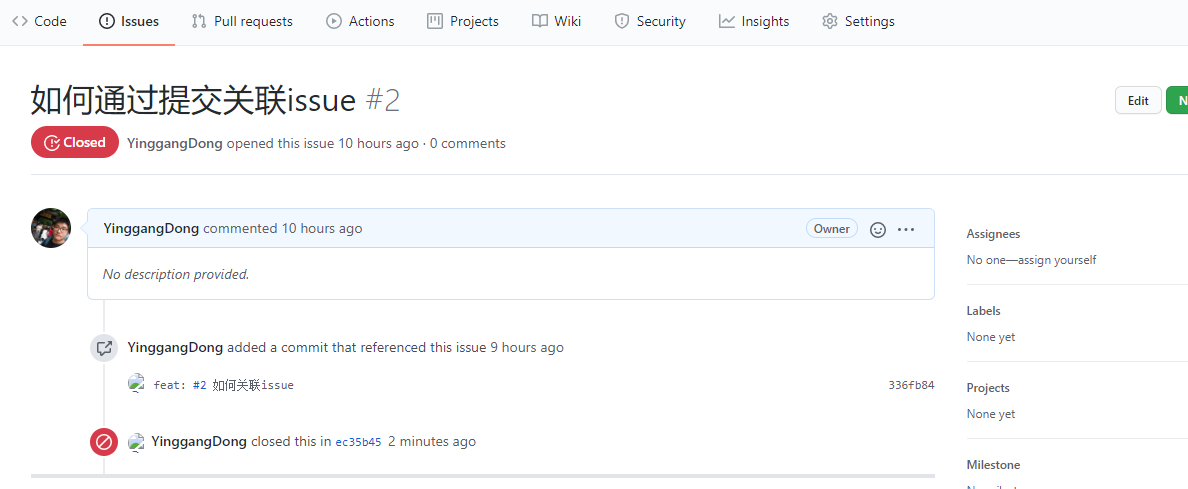 Code Issues Pull requests Actions Projects Wiki Security Insights Settings
如何通过提交关联issue #2
Edit
Closed YinggangDong opened this issue 10 hours ago · 0 comments
YinggangDong commented 10 hours ago Owner
No description provided.
YinggangDong added a commit that referenced this issue 9 hours ago
feat: #2 如何关联issue 336fb84
YinggangDong closed this in ec35b45 2 minutes ago
Assignees
No one—assign yourself
Labels
None yet
Projects
None yet
Milestone